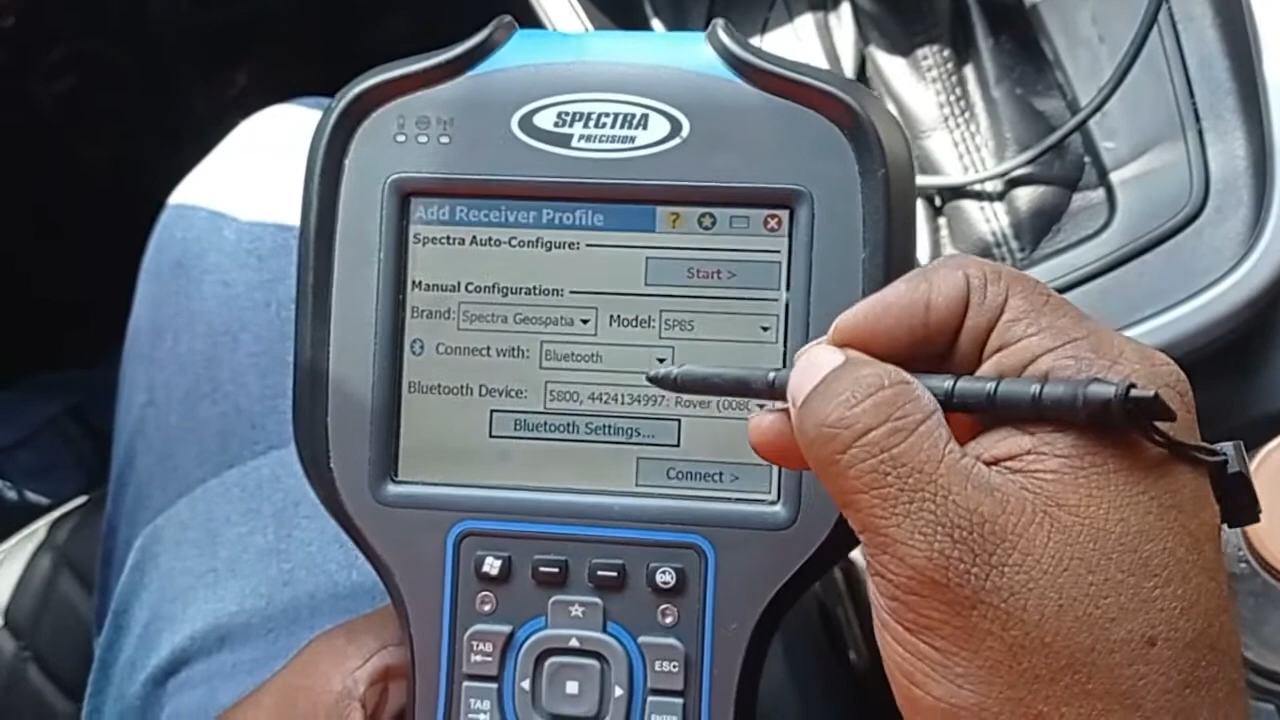 SPECTRA
PRECISION
Add Receiver Profile
?
Spectra Auto-Configure:
Start >
Manual Configuration:
Brand: Spectra Geospatia Model: SP85
Connect with: Bluetooth
Bluetooth Device: 5800, 4424134997: Rover (0080
Bluetooth Settings...
Connect >
ok
TAB
ESC
TAB
ENTER